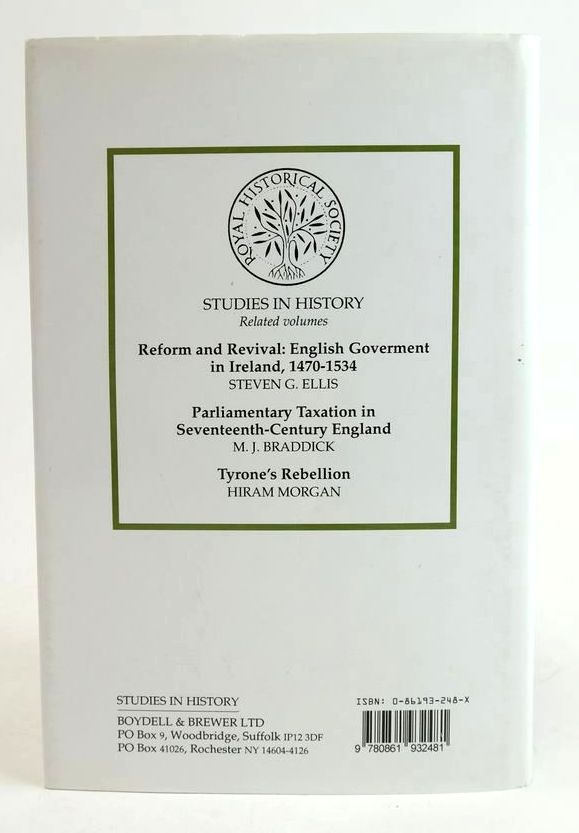 ROYAL HISTORICAL SOCIETY
STUDIES IN HISTORY
Related volumes
Reform and Revival: English Goverment
in Ireland, 1470-1534
STEVEN G. ELLIS
Parliamentary Taxation in
Seventeenth-Century England
M. J. BRADDICK
Tyrone's Rebellion
HIRAM MORGAN
STUDIES IN HISTORY
BOYDELL & BREWER LTD
PO Box 9, Woodbridge, Suffolk IP12 3DF
PO Box 41026, Rochester NY 14604-4126
ISBN: 0-86193-248-X
9 780861 932481